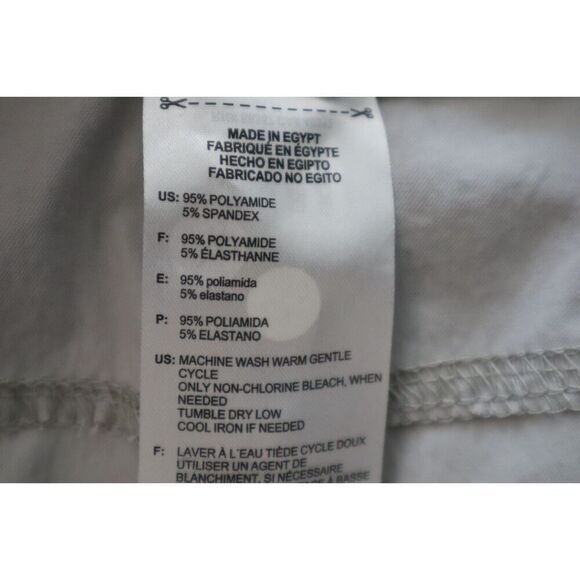 MADE IN EGYPT
FABRIQUÉ EN ÉGYPTE
HECHO EN EGIPTO
FABRICADO NO EGITO
US: 95% POLYAMIDE
5% SPANDEX
F: 95% POLYAMIDE
5% ÉLASTHANNE
E: 95% poliamida
5% elastano
P: 95% POLIAMIDA
5% ELASTANO
US: MACHINE WASH WARM GENTLE
CYCLE
ONLY NON-CHLORINE BLEACH, WHEN
NEEDED
TUMBLE DRY LOW
COOL IRON IF NEEDED
F: LAVER À L'EAU TIÈDE CYCLE DOUX
UTILISER UN AGENT DE
BLANCHIMENT, SI NÉCESSAIRE
À BASSE